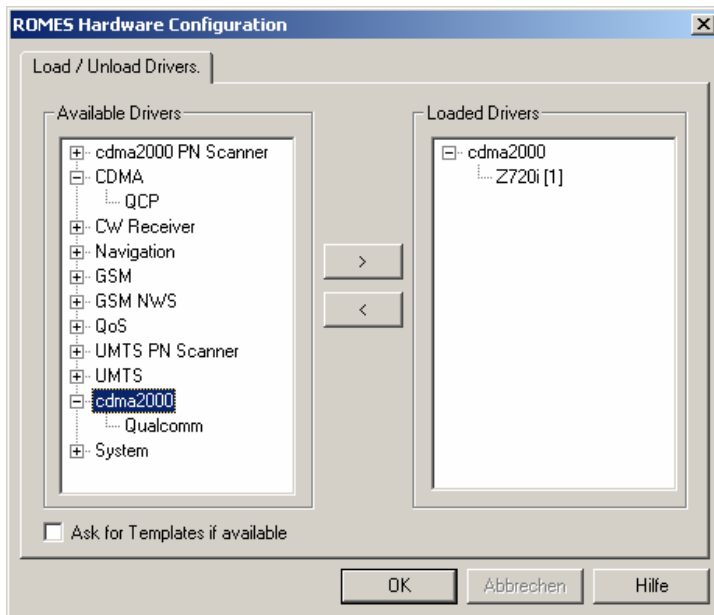 ROMES Hardware Configuration
Load / Unload Drivers.
Available Drivers
cdma2000 PN Scanner
CDMA
QCP
CW Receiver
Navigation
GSM
GSM NWS
QoS
UMTS PN Scanner
UMTS
cdma2000
Qualcomm
System
>
<
Loaded Drivers
cdma2000
Z720i [1]
Ask for Templates if available
OK
Abbrechen
Hilfe